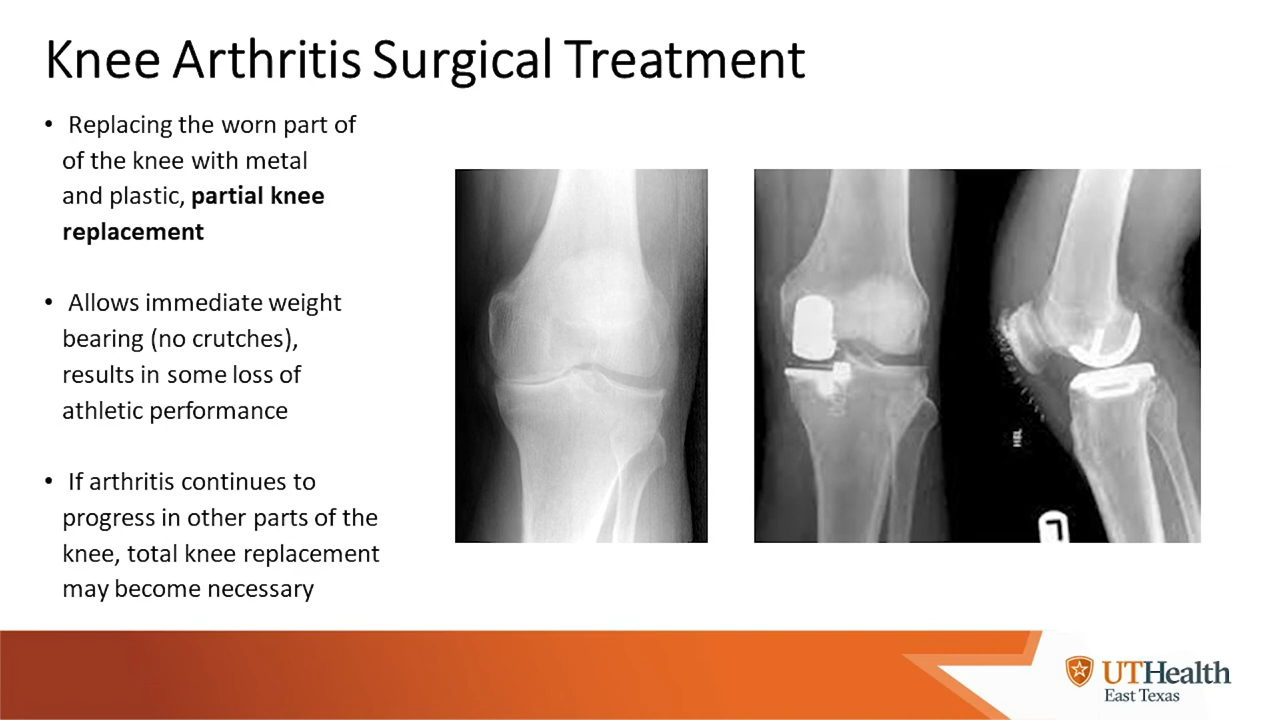 Knee Arthritis Surgical Treatment
• Replacing the worn part of
of the knee with metal
and plastic, partial knee
replacement
• Allows immediate weight
bearing (no crutches),
results in some loss of
athletic performance
• If arthritis continues to
progress in other parts of the
knee, total knee replacement
may become necessary
L
UTHealth
East Texas